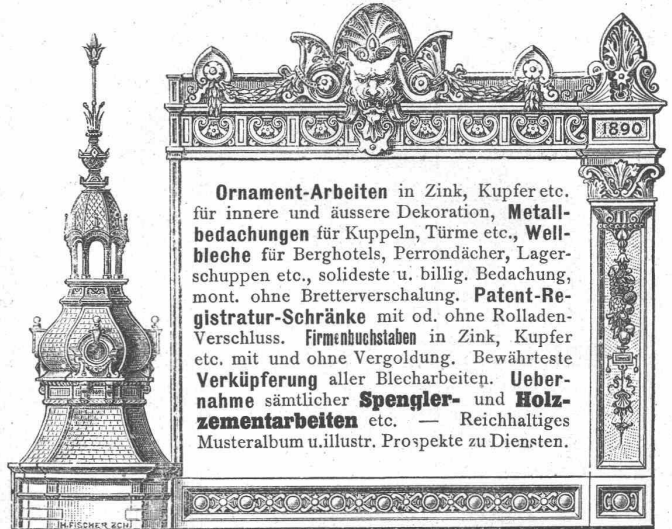 1890
Ornament-Arbeiten in Zink, Kupfer etc.
für innere und äussere Dekoration, Metall-
bedachungen für Kuppeln, Türme etc., Well-
bleche für Berghotels, Perrondächer, Lager-
schuppen etc., solideste u. billig. Bedachung,
mont. ohne Bretterverschalung. Patent-Re-
gistratur-Schränke mit od. ohne Rolladen-
Verschluss. Firmenbuchstaben in Zink, Kupfer
etc. mit und ohne Vergoldung. Bewährteste
Verküpferung aller Blecharbeiten. Ueber-
nahme sämtlicher Spengler- und Holz-
zementarbeiten etc. — Reichhaltiges
Musteralbum u. illustr. Prospekte zu Diensten.
H. FISCHER ZCH.